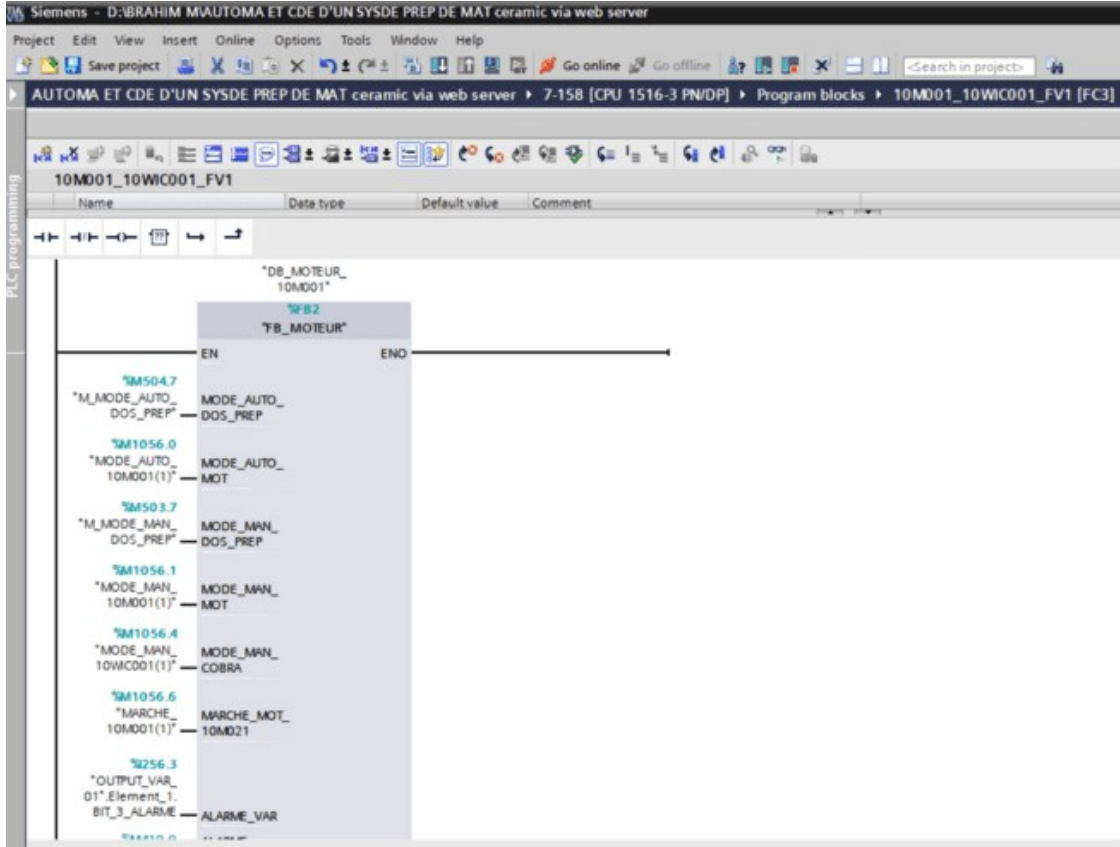 Siemens - D:\BRAHIM M\AUTOMA ET CDE D'UN SYSDE PREP DE MAT ceramic via web server
Project Edit View Insert Online Options Tools Window Help
Save project Go online Go offline <Search in project>
AUTOMA ET CDE D'UN SYSDE PREP DE MAT ceramic via web server 7-158 [CPU 1516-3 PN/DP] Program blocks 10M001_10WIC001_FV1 [FC3]
10M001_10WIC001_FV1
Name Data type Default value Comment
PLC programming
"DB_MOTEUR_
10M001"
%FB2
"FB_MOTEUR"
EN ENO
%M504.7
"M_MODE_AUTO_
DOS_PREP"
MODE_AUTO_
DOS_PREP
%M1056.0
"MODE_AUTO_
10M001(1)"
MODE_AUTO_
MOT
%M503.7
"M_MODE_MAN_
DOS_PREP"
MODE_MAN_
DOS_PREP
%M1056.1
"MODE_MAN_
10M001(1)"
MODE_MAN_
MOT
%M1056.4
"MODE_MAN_
10WIC001(1)"
MODE_MAN_
COBRA
%M1056.6
"MARCHE_
10M001(1)"
MARCHE_MOT_
10M021
%I256.3
"OUTPUT_VAR_
01".Element_1.
BIT_3_ALARME
ALARME_VAR